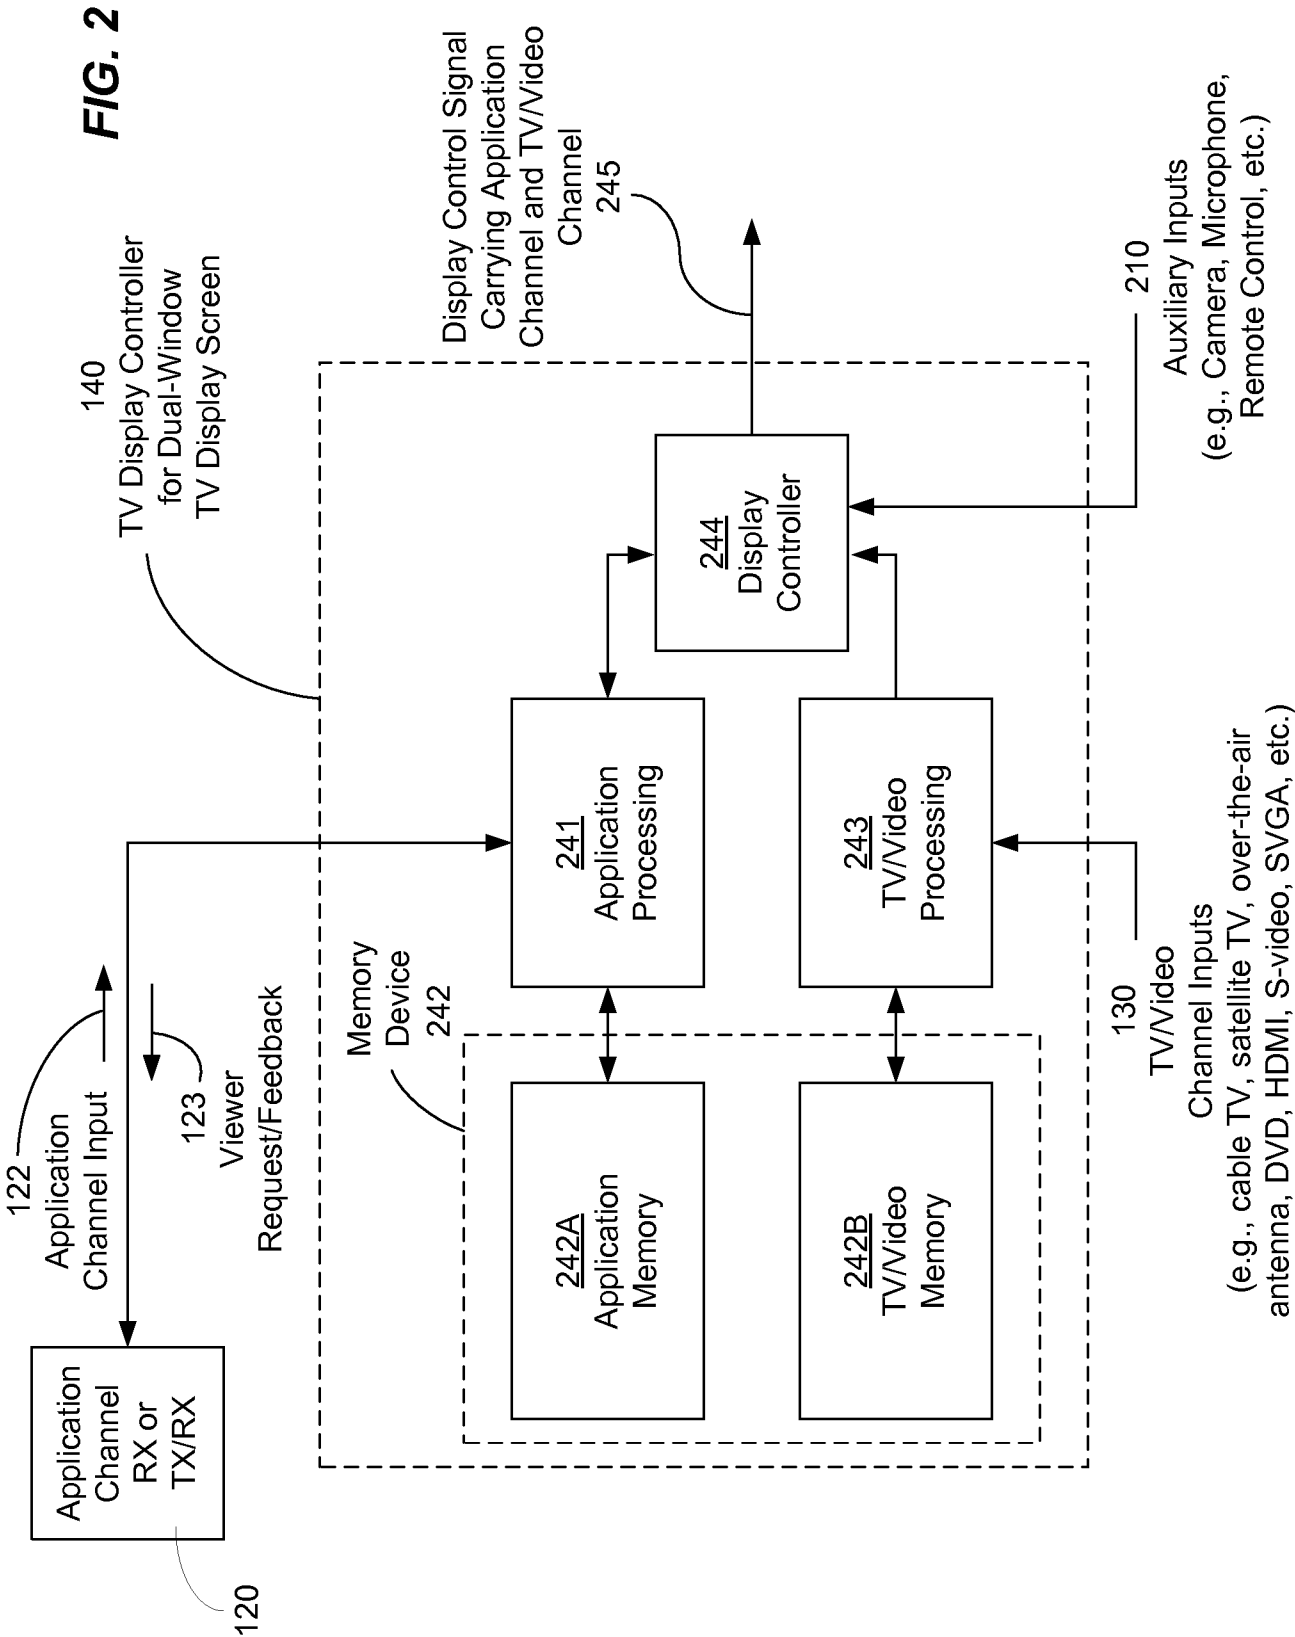 FIG. 2
120
Application
Channel
RX or
TX/RX
122
Application
Channel Input
123
Viewer
Request/Feedback
140
TV Display Controller
for Dual-Window
TV Display Screen
Memory
Device
242
242A
Application
Memory
241
Application
Processing
242B
TV/Video
Memory
243
TV/Video
Processing
244
Display
Controller
Display Control Signal
Carrying Application
Channel and TV/Video
Channel
245
130
TV/Video
Channel Inputs
(e.g., cable TV, satellite TV, over-the-air
antenna, DVD, HDMI, S-video, SVGA, etc.)
210
Auxiliary Inputs
(e.g., Camera, Microphone,
Remote Control, etc.)